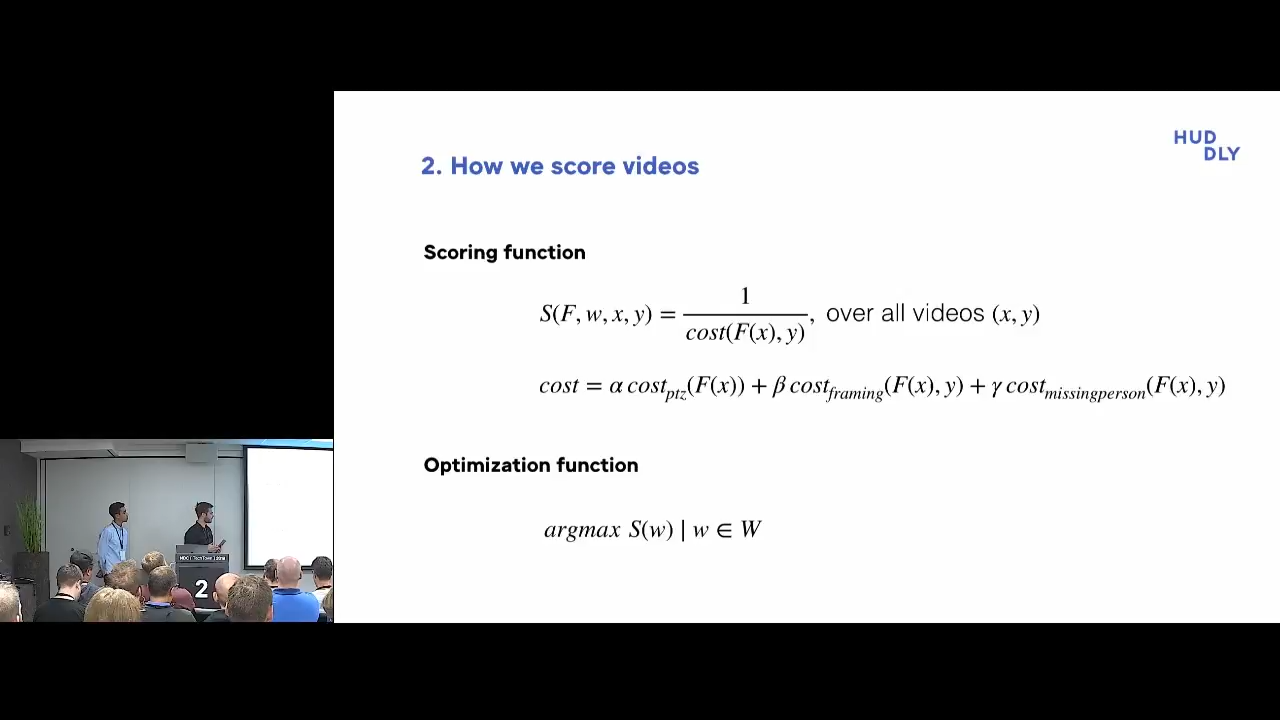 HUD
DLY
2. How we score videos
Scoring function
S(F, w, x, y) = 1 / cost(F(x), y), over all videos (x, y)
cost = α cost_ptz(F(x)) + β cost_framing(F(x), y) + γ cost_missingperson(F(x), y)
Optimization function
argmax S(w) | w ∈ W
2